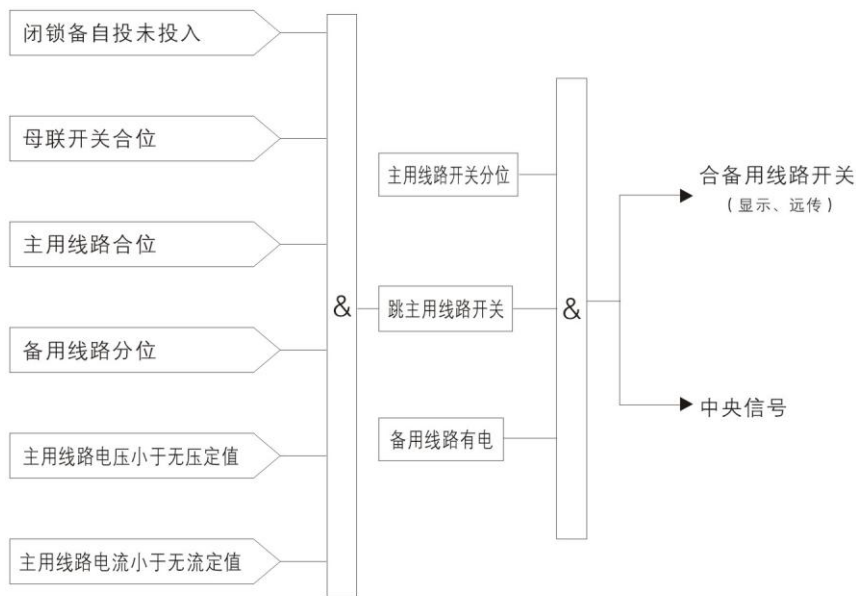 闭锁备自投未投入
母联开关合位
主用线路合位
备用线路分位
主用线路电压小于无压定值
主用线路电流小于无流定值
&
主用线路开关分位
跳主用线路开关
备用线路有电
&
合备用线路开关
(显示、远传)
中央信号